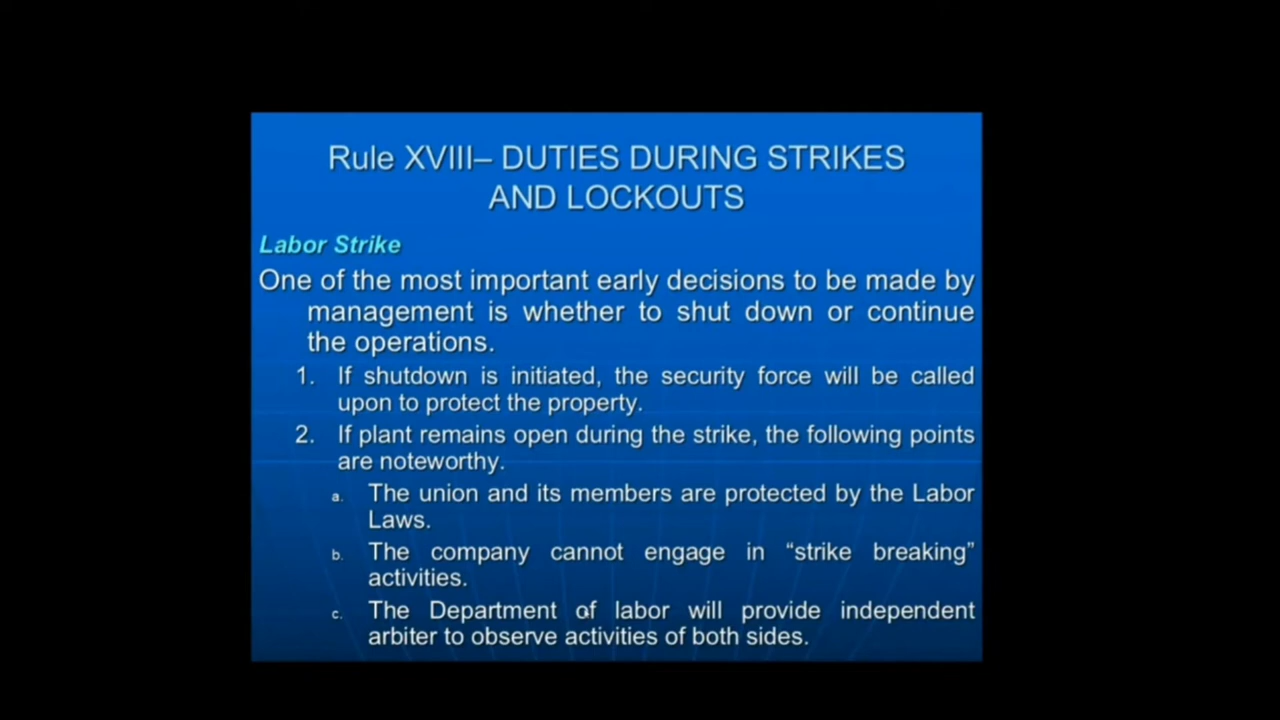 Rule XVIII– DUTIES DURING STRIKES
AND LOCKOUTS
Labor Strike
One of the most important early decisions to be made by
management is whether to shut down or continue
the operations.
1. If shutdown is initiated, the security force will be called
upon to protect the property.
2. If plant remains open during the strike, the following points
are noteworthy.
a. The union and its members are protected by the Labor
Laws.
b. The company cannot engage in “strike breaking”
activities.
c. The Department of labor will provide independent
arbiter to observe activities of both sides.